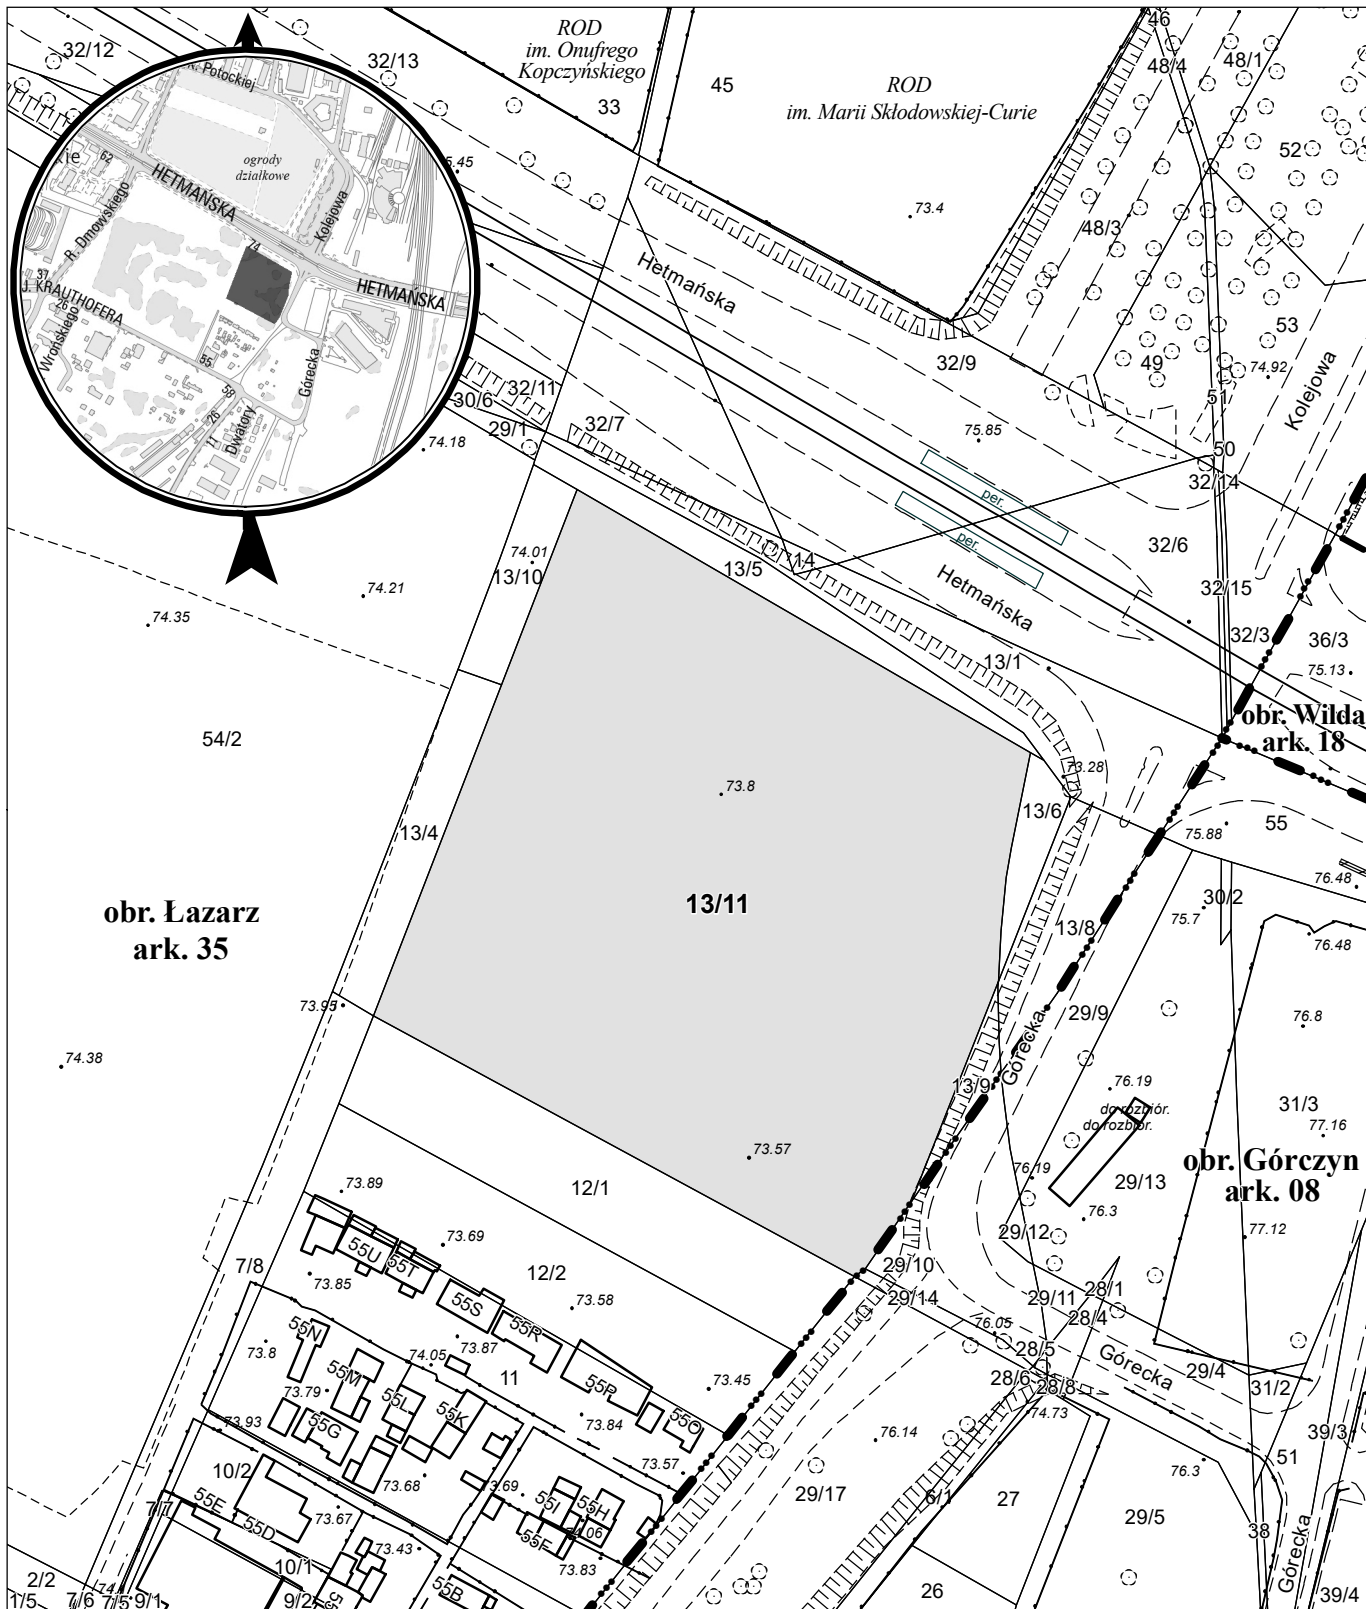 46
32/12
32/13
ROD
im. Onufrego
Kopczyńskiego
33
45
ROD
im. Marii Skłodowskiej-Curie
48/4
48/1
52
73.4
48/3
53
49
74.92
51
50
Kolejowa
K. Potockiej
ogrody
działkowe
62
HETMAŃSKA
R. Dmowskiego
Kolejowa
74
37
J. KRAUTHOFERA
26
HETMAŃSKA
Wrońskiego
55
58
Górecka
26
11
Dwatory
Hetmańska
32/9
32/11
30/6
29/1
32/7
74.18
75.85
32/14
per.
per.
32/6
74.01
13/10
13/5
14
Hetmańska
32/15
74.21
74.35
32/3
36/3
13/1
75.13
obr. Wilda
ark. 18
54/2
73.8
73.28
13/6
13/4
75.88
55
76.48
13/11
30/2
75.7
obr. Łazarz
ark. 35
13/8
76.48
73.95
29/9
Górecka
76.8
74.38
13/9
76.19
do rozbiór.
do rozbiór.
31/3
77.16
73.57
76.19
29/13
obr. Górczyn
ark. 08
73.89
12/1
76.3
77.12
73.69
29/12
55U
55T
7/8
73.85
12/2
29/10
73.58
29/14
29/11
28/1
28/4
55S
55R
76.05
55N
73.8
73.87
74.05
28/5
Górecka
55M
11
28/6
28/8
29/4
31/2
73.79
55P
73.45
55L
55K
73.93
55G
73.84
55O
74.73
76.14
39/3
10/2
73.57
76.3
51
73.68
73.69
7/7
55E
55D
73.67
55I
55H
29/17
6/1
27
29/5
38
55F
74.06
73.43
73.83
10/1
2/2
1/5
7/6
7/5
9/1
9/2
55B
26
Górecka
39/4